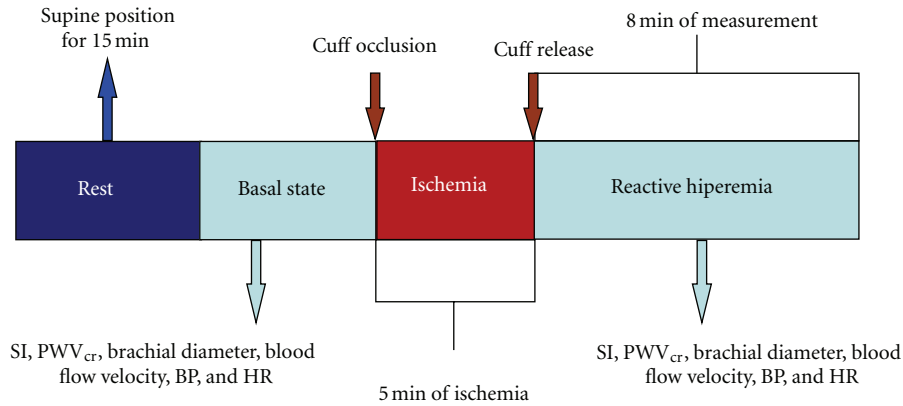 Supine position
for 15 min
Cuff occlusion
Cuff release
8 min of measurement
Rest
Basal state
Ischemia
Reactive hiperemia
SI, PWVcr, brachial diameter, blood
flow velocity, BP, and HR
5 min of ischemia
SI, PWVcr, brachial diameter, blood
flow velocity, BP, and HR